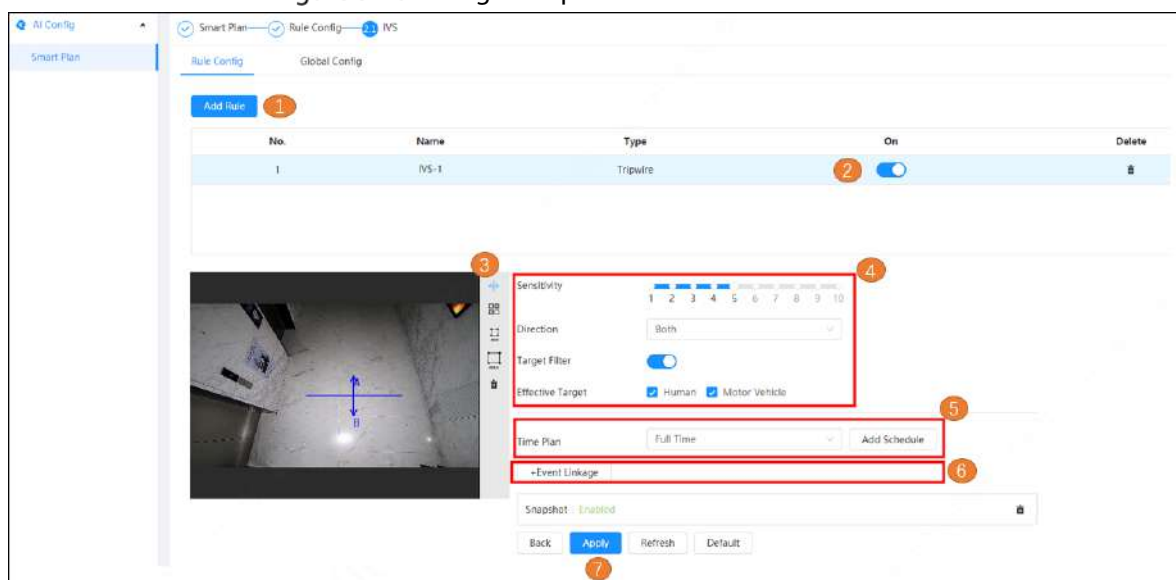 AI Config
Smart Plan Rule Config 2.1 IVS
Smart Plan
Rule Config Global Config
Add Rule 1
No. Name Type On Delete
1 IVS-1 Tripwire 2
3
4
Sensitivity
1 2 3 4 5 6 7 8 9 10
Direction Both
Target Filter
Effective Target Human Motor Vehicle
A
B
5
Time Plan Full Time Add Schedule
+Event Linkage 6
Snapshot Enabled
Back Apply Refresh Default
7